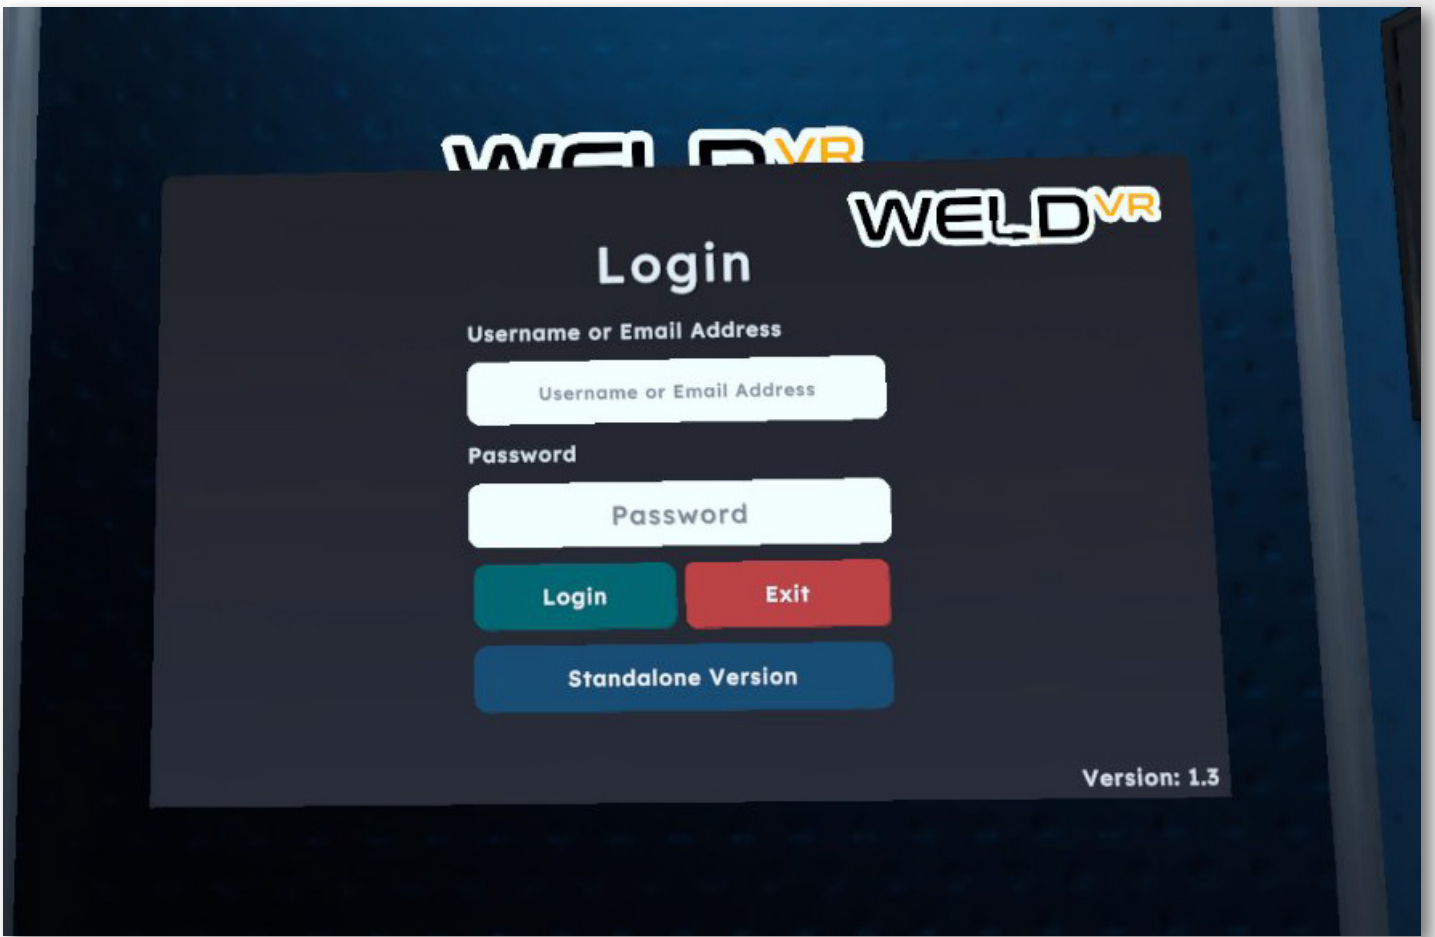 WELDVR
WELDVR
Login
Username or Email Address
Username or Email Address
Password
Password
Login
Exit
Standalone Version
Version: 1.3